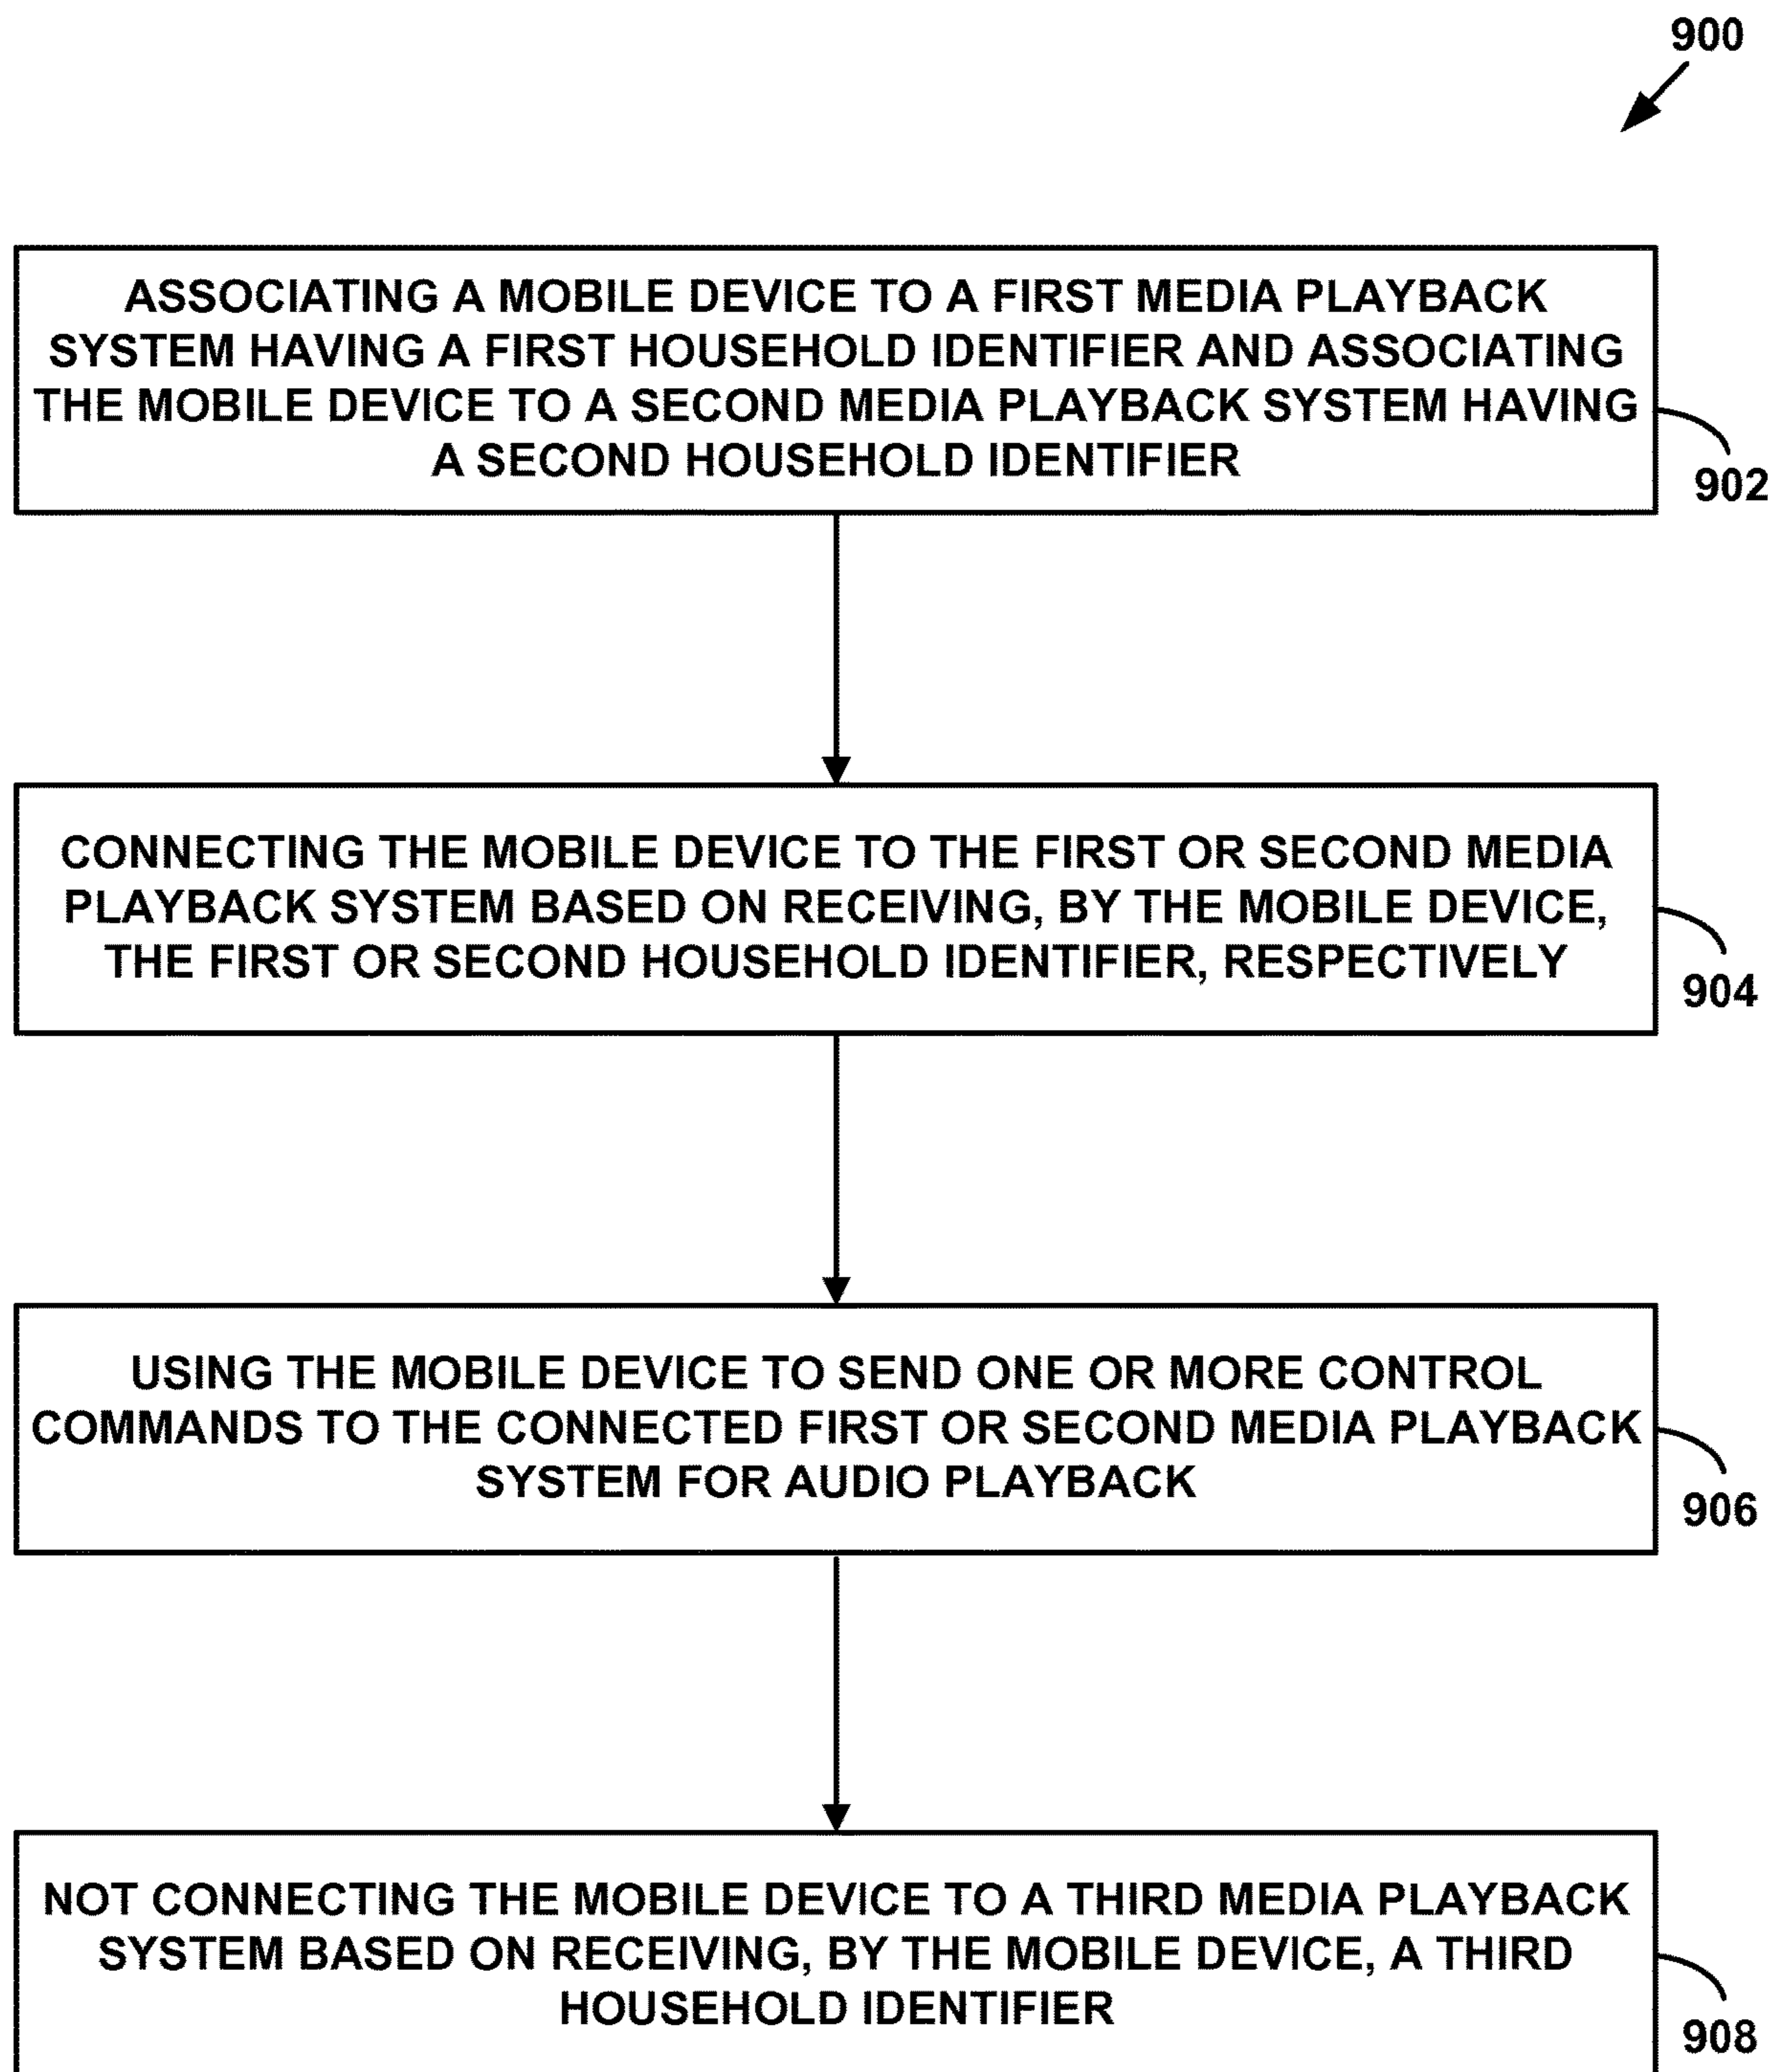 900
ASSOCIATING A MOBILE DEVICE TO A FIRST MEDIA PLAYBACK
SYSTEM HAVING A FIRST HOUSEHOLD IDENTIFIER AND ASSOCIATING
THE MOBILE DEVICE TO A SECOND MEDIA PLAYBACK SYSTEM HAVING
A SECOND HOUSEHOLD IDENTIFIER
902
CONNECTING THE MOBILE DEVICE TO THE FIRST OR SECOND MEDIA
PLAYBACK SYSTEM BASED ON RECEIVING, BY THE MOBILE DEVICE,
THE FIRST OR SECOND HOUSEHOLD IDENTIFIER, RESPECTIVELY
904
USING THE MOBILE DEVICE TO SEND ONE OR MORE CONTROL
COMMANDS TO THE CONNECTED FIRST OR SECOND MEDIA PLAYBACK
SYSTEM FOR AUDIO PLAYBACK
906
NOT CONNECTING THE MOBILE DEVICE TO A THIRD MEDIA PLAYBACK
SYSTEM BASED ON RECEIVING, BY THE MOBILE DEVICE, A THIRD
HOUSEHOLD IDENTIFIER
908